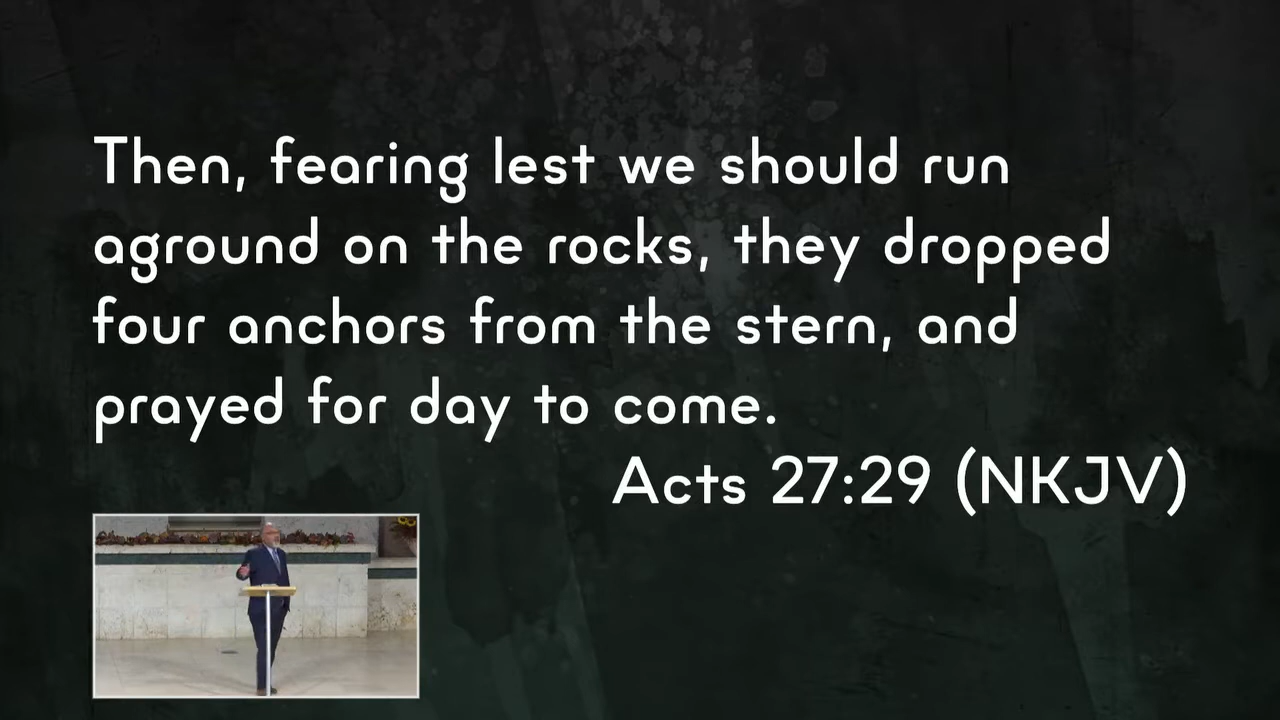 Then, fearing lest we should run
aground on the rocks, they dropped
four anchors from the stern, and
prayed for day to come.
Acts 27:29 (NKJV)